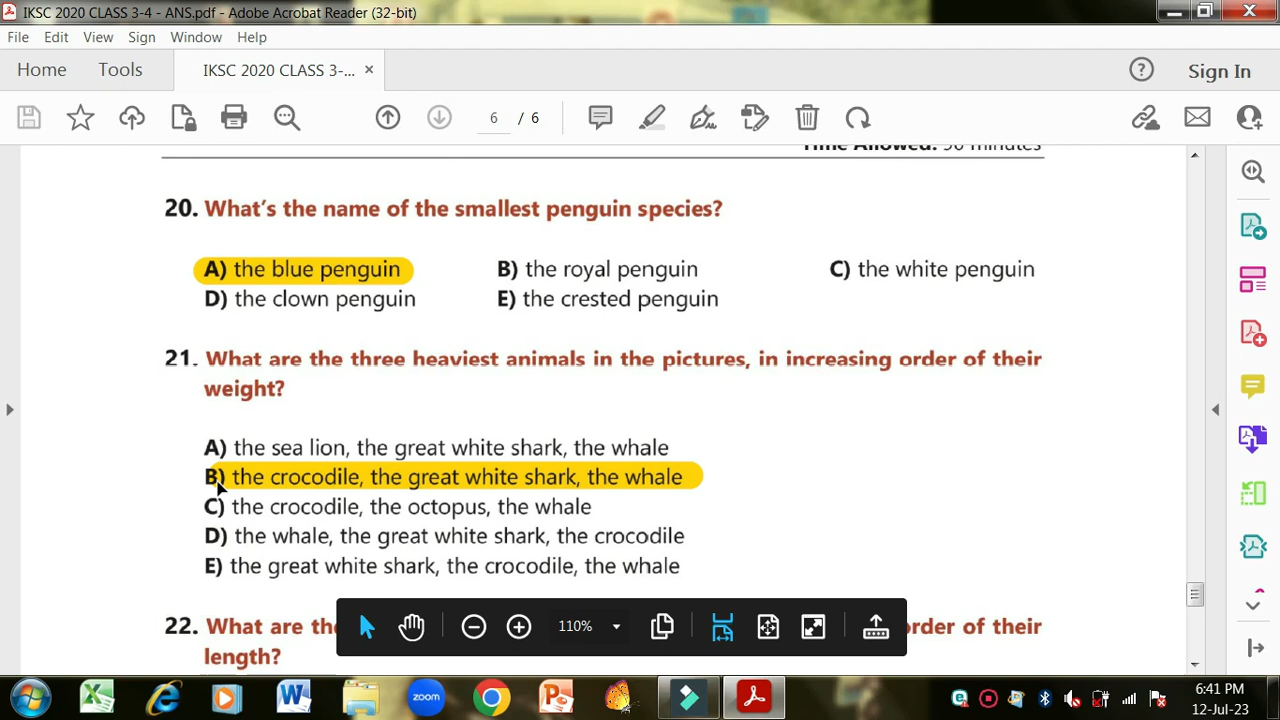 IKSC 2020 CLASS 3-4 - ANS.pdf - Adobe Acrobat Reader (32-bit)
File Edit View Sign Window Help
Home Tools IKSC 2020 CLASS 3-... × Sign In
6 / 6
Time Allowed: 90 minutes
20. What's the name of the smallest penguin species?
A) the blue penguin B) the royal penguin C) the white penguin
D) the clown penguin E) the crested penguin
21. What are the three heaviest animals in the pictures, in increasing order of their
weight?
A) the sea lion, the great white shark, the whale
B) the crocodile, the great white shark, the whale
C) the crocodile, the octopus, the whale
D) the whale, the great white shark, the crocodile
E) the great white shark, the crocodile, the whale
22. What are the order of their
length?
110%
zoom
6:41 PM
12-Jul-23